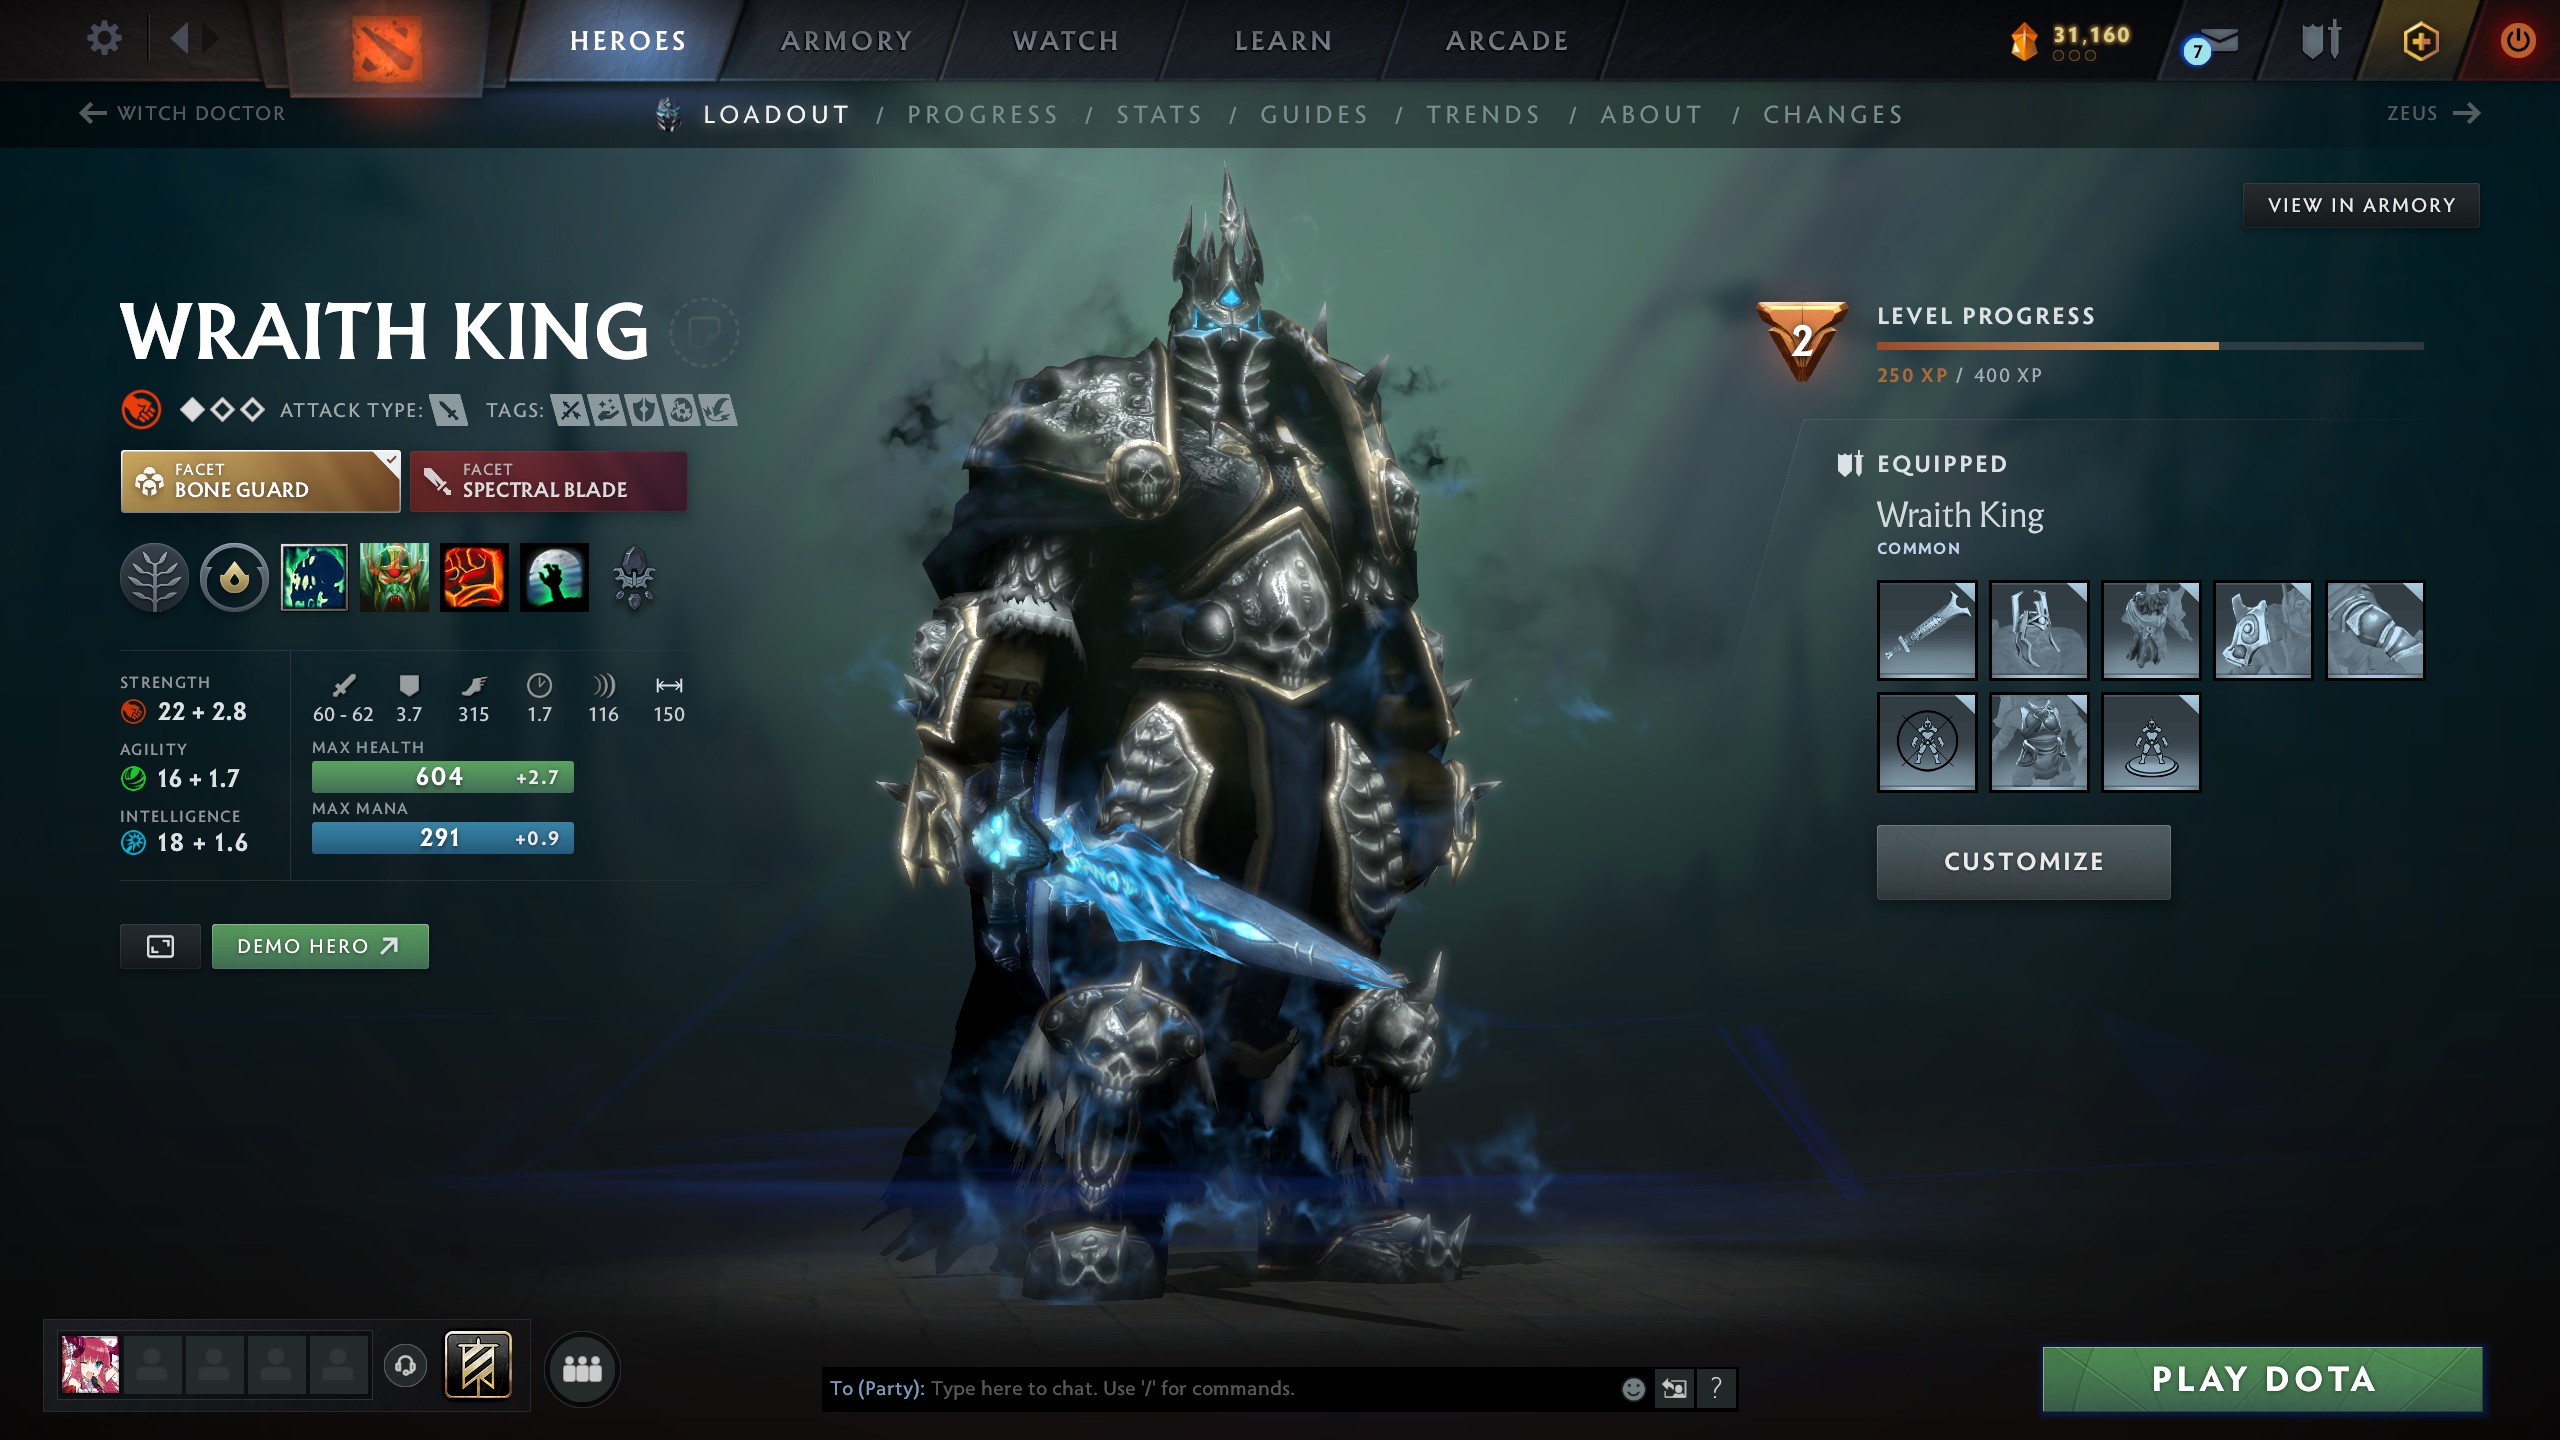 HEROES
ARMORY
WATCH
LEARN
ARCADE
31,160
7
WITCH DOCTOR
LOADOUT / PROGRESS / STATS / GUIDES / TRENDS / ABOUT / CHANGES
ZEUS
VIEW IN ARMORY
WRAITH KING
ATTACK TYPE:
TAGS:
FACET
BONE GUARD
FACET
SPECTRAL BLADE
STRENGTH
22 + 2.8
AGILITY
16 + 1.7
INTELLIGENCE
18 + 1.6
60 - 62
3.7
315
1.7
116
150
MAX HEALTH
604 +2.7
MAX MANA
291 +0.9
DEMO HERO
2
LEVEL PROGRESS
250 XP / 400 XP
EQUIPPED
Wraith King
COMMON
CUSTOMIZE
To (Party): Type here to chat. Use '/' for commands.
?
PLAY DOTA